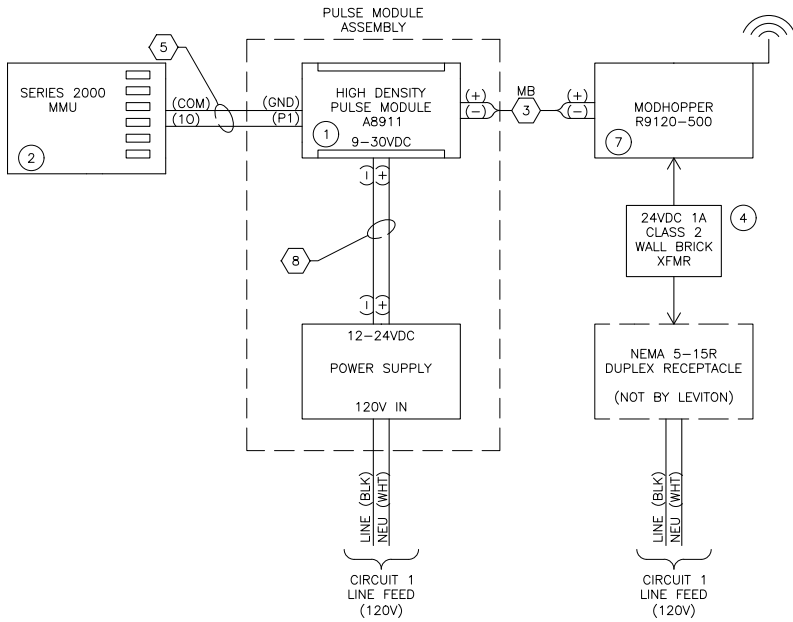 PULSE MODULE
ASSEMBLY
5
SERIES 2000
MMU
2
(COM)
(10)
(GND)
(P1)
HIGH DENSITY
PULSE MODULE
A8911
1
9-30VDC
(+)
(-)
MB
3
(+)
(-)
MODHOPPER
R9120-500
7
(-)
(+)
8
(-)
(+)
24VDC 1A
CLASS 2
WALL BRICK
XFMR
4
12-24VDC
POWER SUPPLY
120V IN
NEMA 5-15R
DUPLEX RECEPTACLE
(NOT BY LEVITON)
LINE (BLK)
NEU (WHT)
LINE (BLK)
NEU (WHT)
CIRCUIT 1
LINE FEED
(120V)
CIRCUIT 1
LINE FEED
(120V)